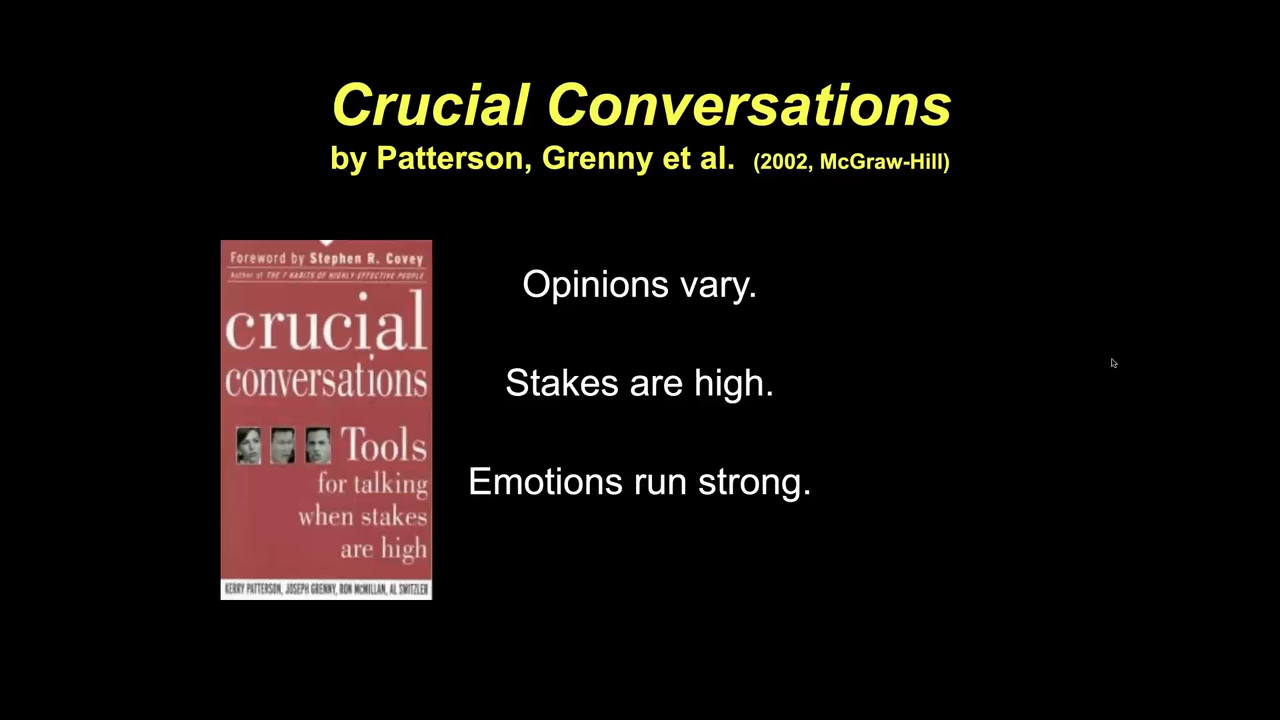 Crucial Conversations
by Patterson, Grenny et al. (2002, McGraw-Hill)
Foreword by Stephen R. Covey
Author of THE 7 HABITS OF HIGHLY EFFECTIVE PEOPLE
crucial
conversations
Tools
for talking
when stakes
are high
KERRY PATTERSON, JOSEPH GRENNY, RON McMILLAN, AL SWITZLER
Opinions vary.
Stakes are high.
Emotions run strong.